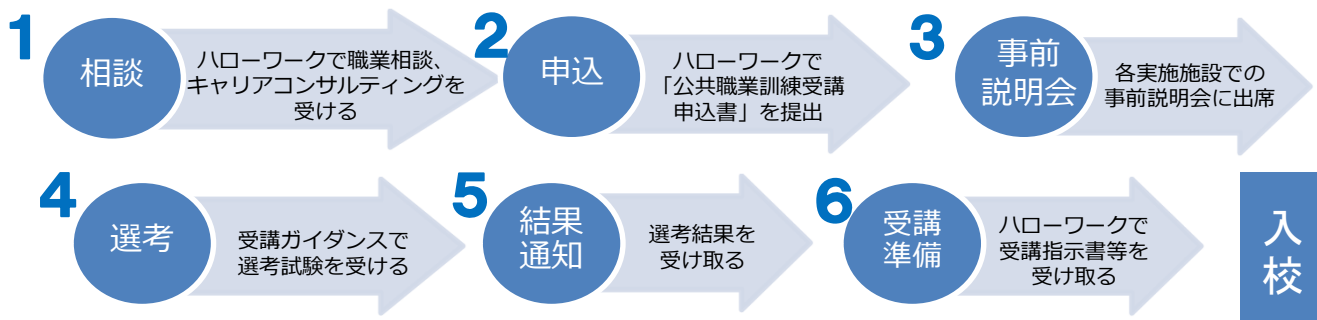 1
相談
ハローワークで職業相談、
キャリアコンサルティングを
受ける
2
申込
ハローワークで
「公共職業訓練受講
申込書」を提出
3
事前
説明会
各実施施設での
事前説明会に出席
4
選考
受講ガイダンスで
選考試験を受ける
5
結果
通知
選考結果を
受け取る
6
受講
準備
ハローワークで
受講指示書等を
受け取る
入
校